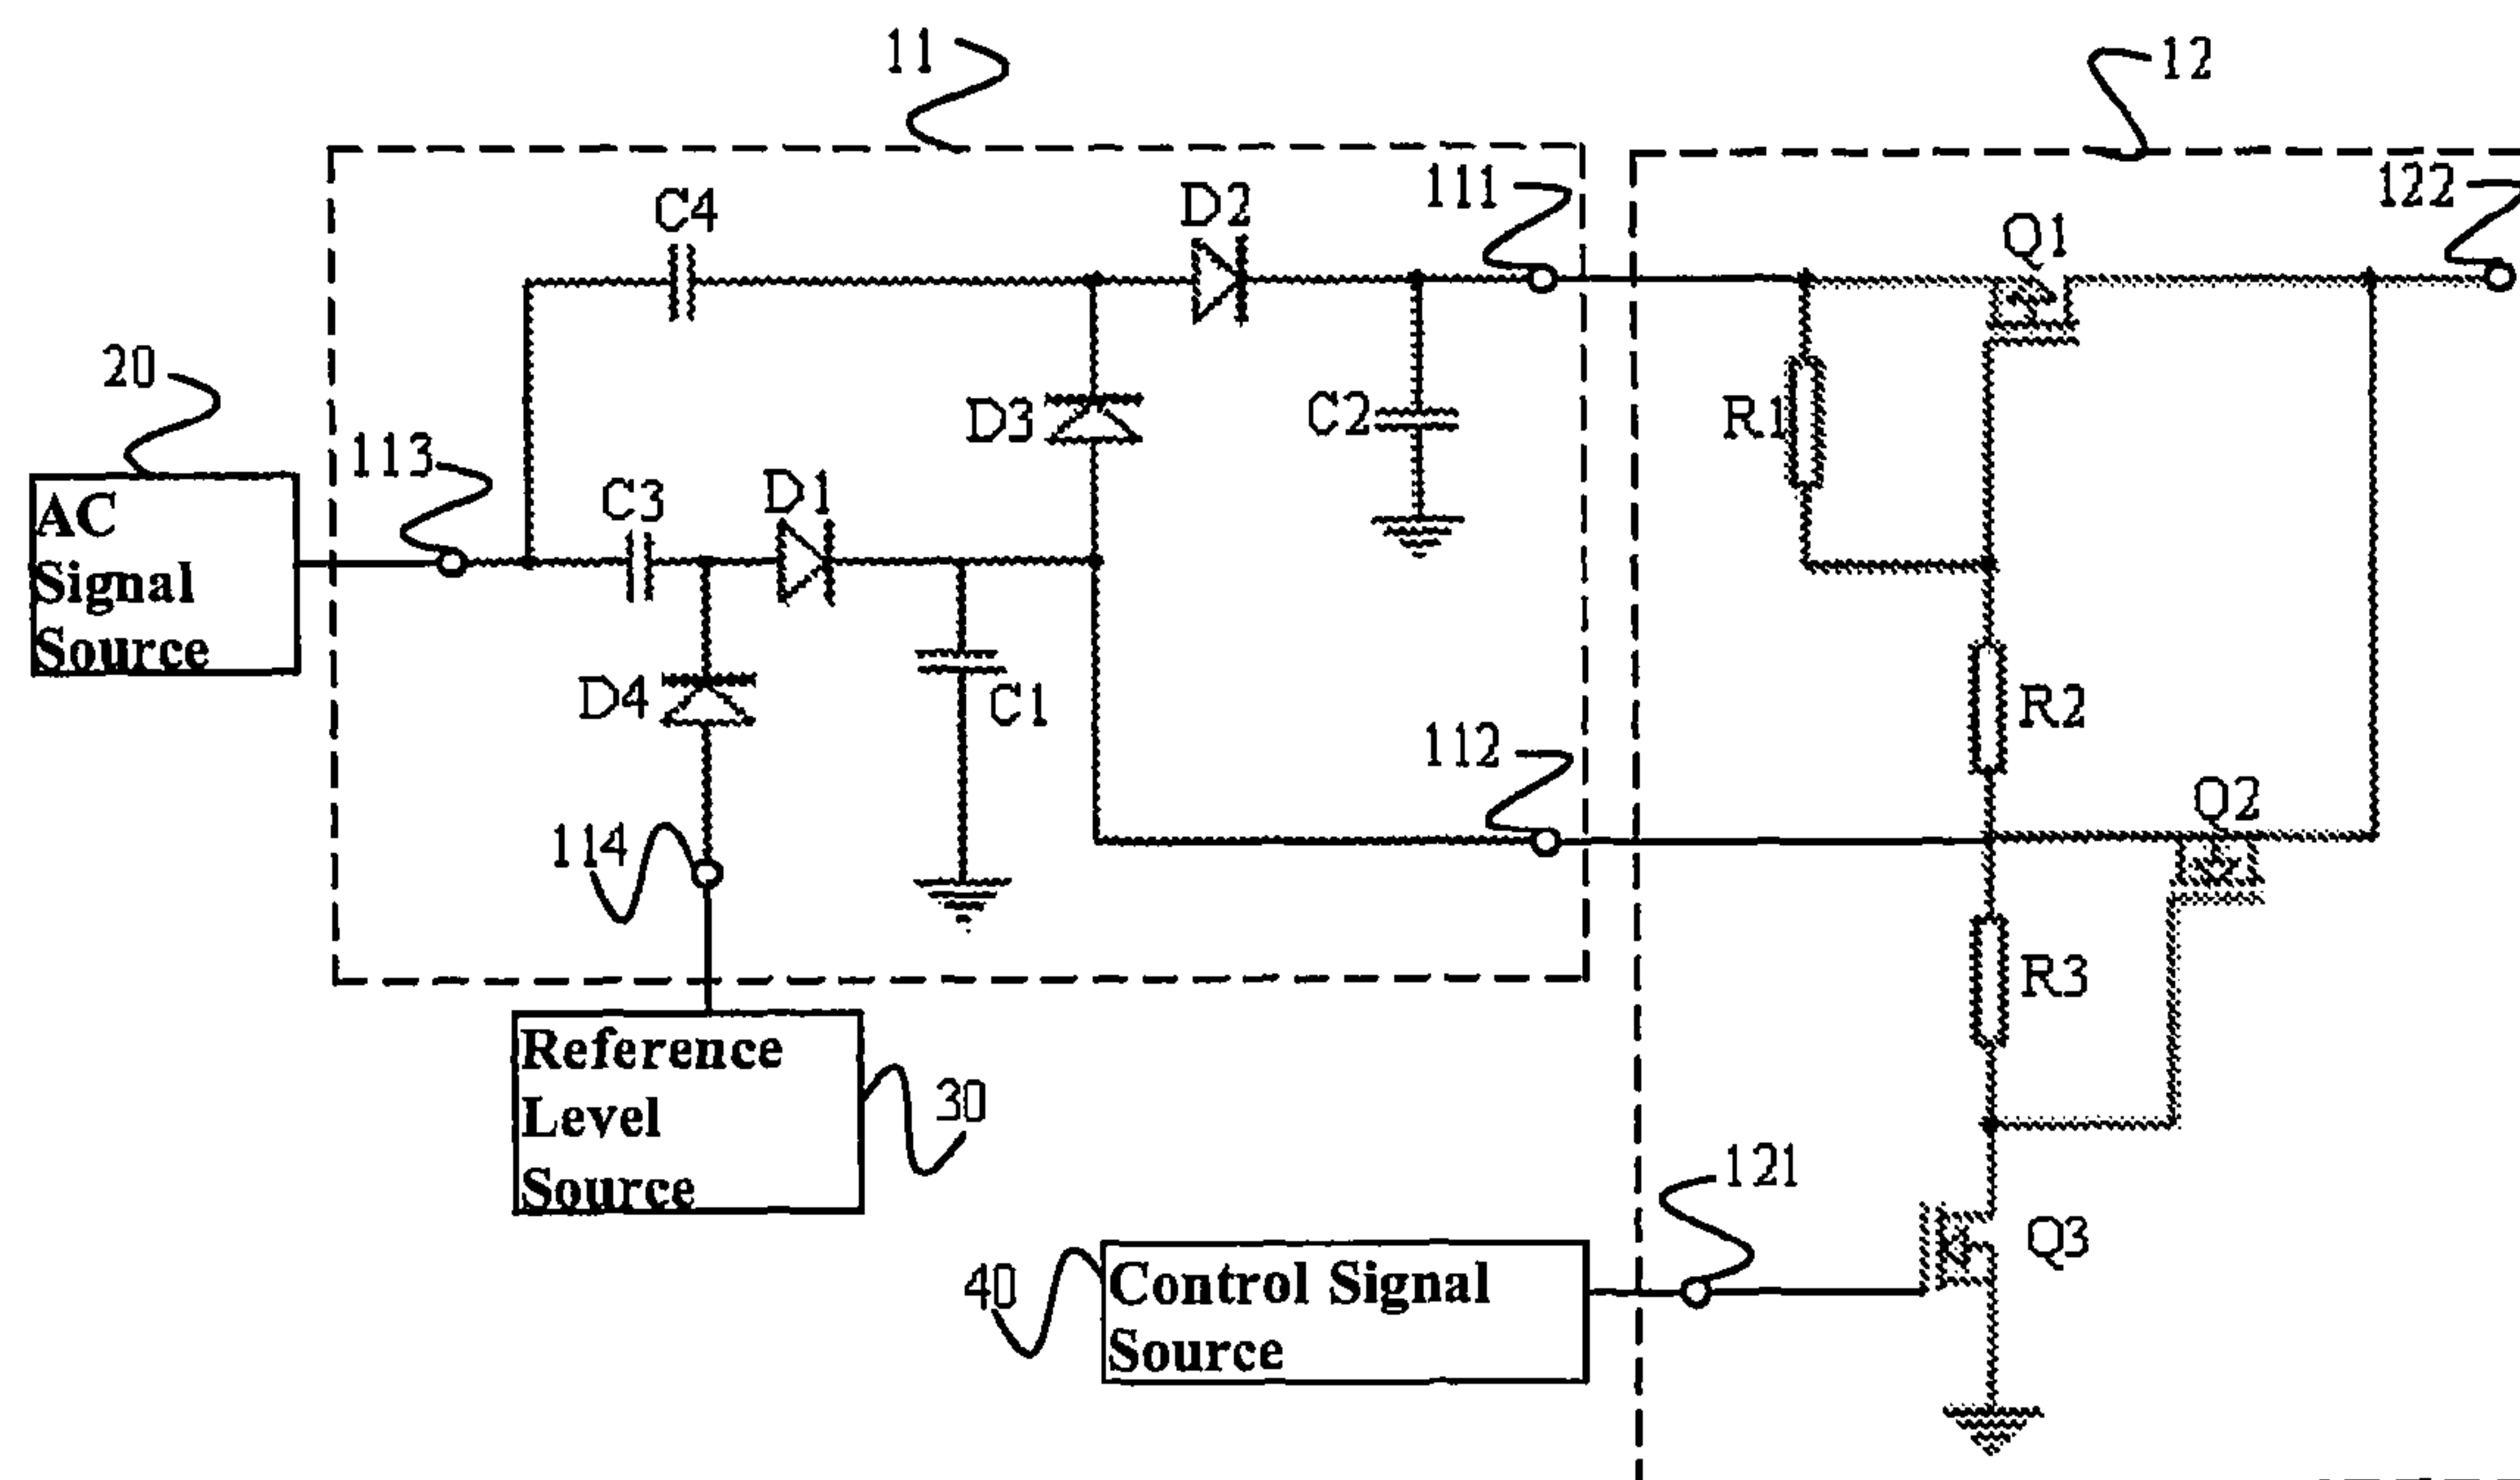 11
12
111
122
C4
D2
Q1
20
113
D3
C2
R1
AC
Signal
Source
C3
D1
D4
C1
R2
112
Q2
114
R3
Reference
Level
Source
30
121
40
Control Signal
Source
Q3